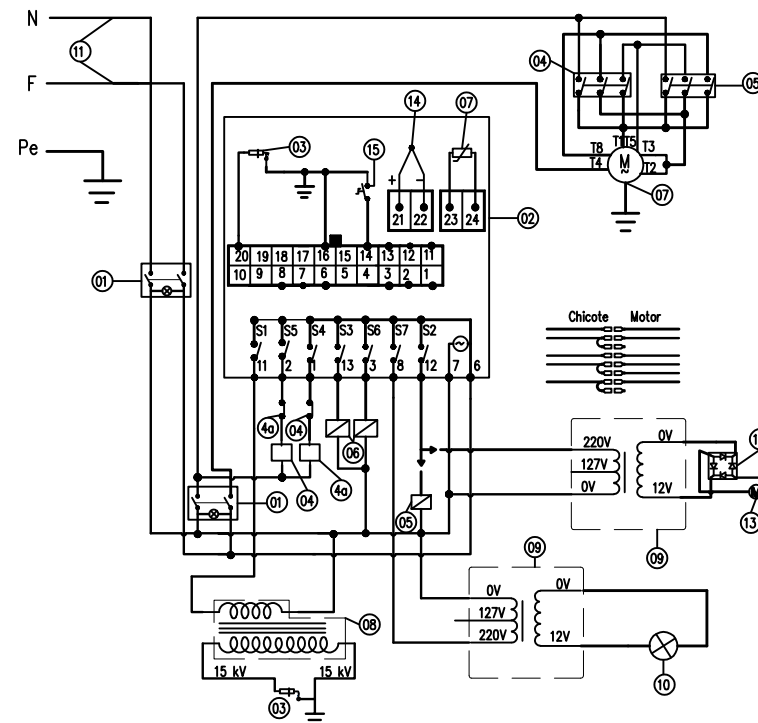 N
11
F
Pe
04
05
14
07
03
15
T1 T5 T3
T8
T4
M
~
T2
07
+ −
21 22 23 24
02
20 19 18 17 16 15 14 13 12 11
10 9 8 7 6 5 4 3 2 1
01
Chicote Motor
S1 S5 S4 S3 S6 S7 S2
~
11 2 1 13 3 8 12 7 6
4a 04
06
220V 0V
127V
0V 12V
04 4a
05
01
13
09
09
0V 0V
127V
220V 12V
08
15 kV 15 kV
10
03